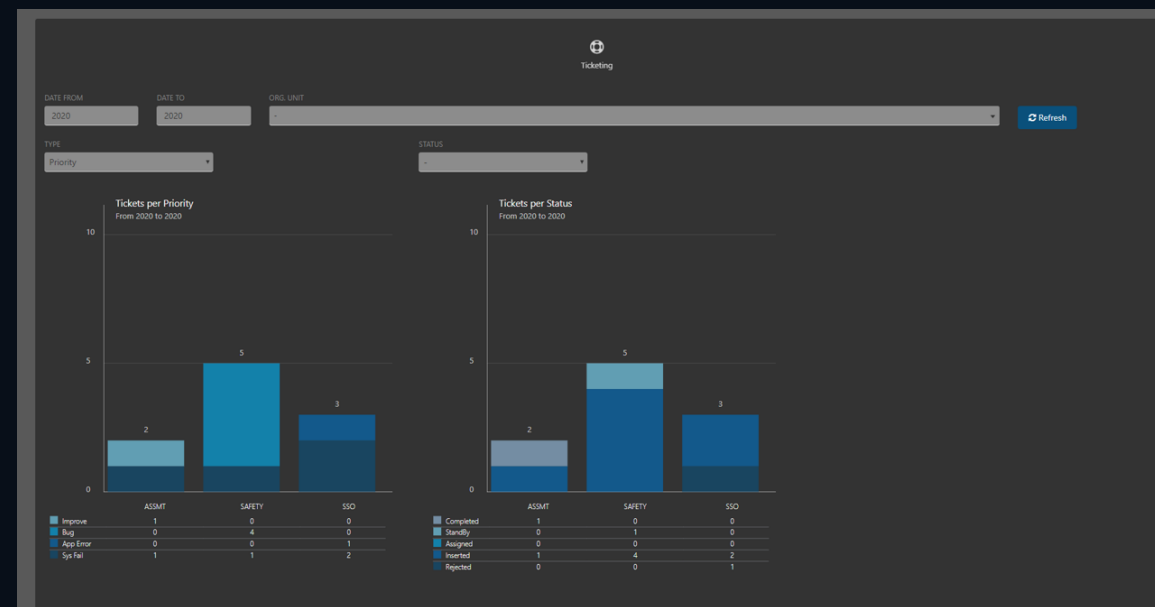 Ticketing
DATE FROM DATE TO ORG. UNIT
2020 2020 - Refresh
TYPE STATUS
Priority -
Tickets per Priority
From 2020 to 2020
10
5
5
3
2
0
ASSMT SAFETY SSO
Improve 1 0 0
Bug 0 4 0
App Error 0 0 1
Sys Fail 1 1 2
Tickets per Status
From 2020 to 2020
10
5
5
3
2
0
ASSMT SAFETY SSO
Completed 1 0 0
StandBy 0 1 0
Assigned 0 0 0
Inserted 1 4 2
Rejected 0 0 1